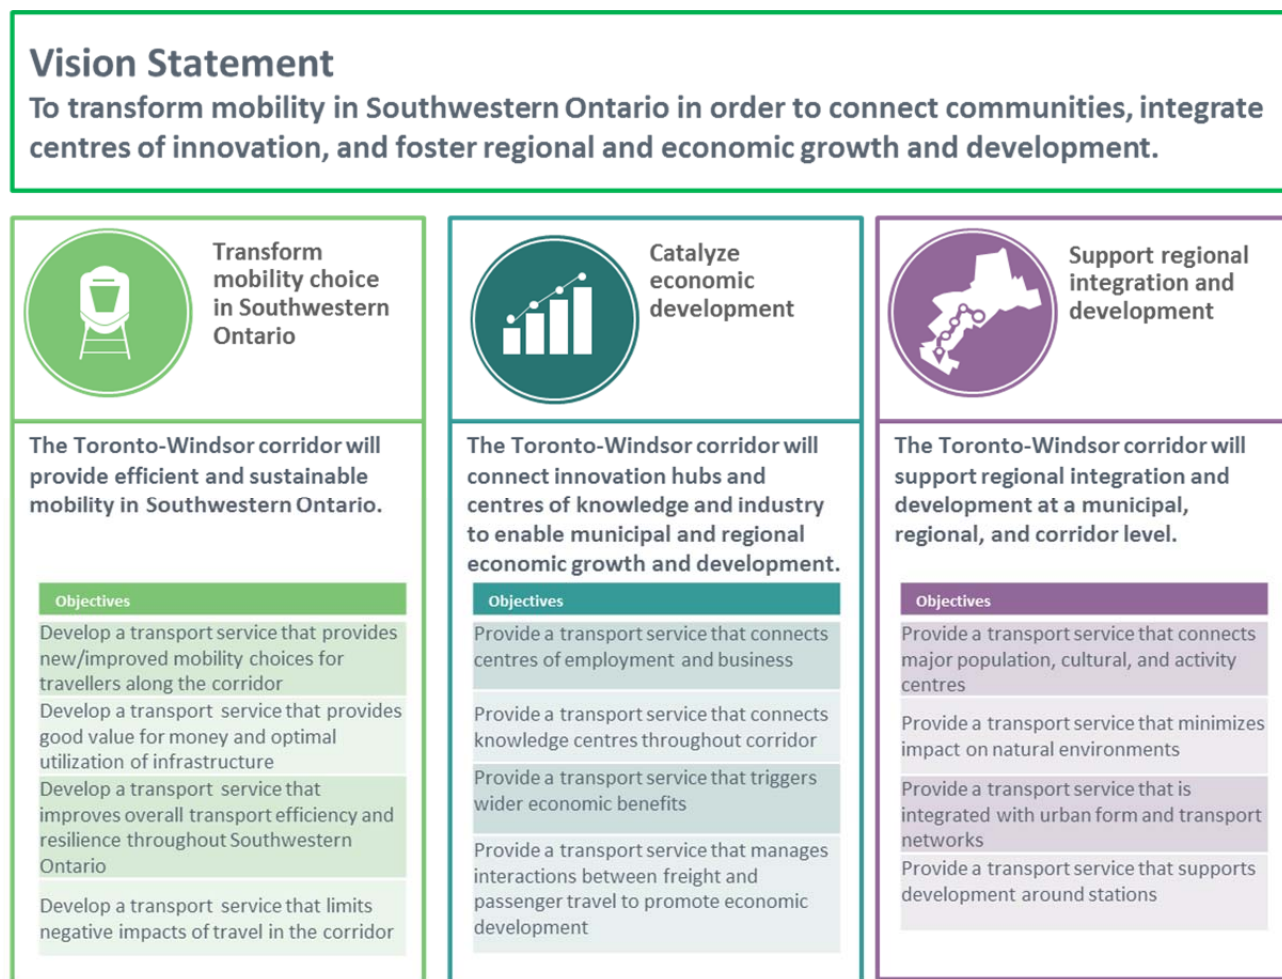 Vision Statement
To transform mobility in Southwestern Ontario in order to connect communities, integrate
centres of innovation, and foster regional and economic growth and development.
Transform
mobility choice
in Southwestern
Ontario
The Toronto-Windsor corridor will
provide efficient and sustainable
mobility in Southwestern Ontario.
Objectives
Develop a transport service that provides
new/improved mobility choices for
travellers along the corridor
Develop a transport service that provides
good value for money and optimal
utilization of infrastructure
Develop a transport service that
improves overall transport efficiency and
resilience throughout Southwestern
Ontario
Develop a transport service that limits
negative impacts of travel in the corridor
Catalyze
economic
development
The Toronto-Windsor corridor will
connect innovation hubs and
centres of knowledge and industry
to enable municipal and regional
economic growth and development.
Objectives
Provide a transport service that connects
centres of employment and business
Provide a transport service that connects
knowledge centres throughout corridor
Provide a transport service that triggers
wider economic benefits
Provide a transport service that manages
interactions between freight and
passenger travel to promote economic
development
Support regional
integration and
development
The Toronto-Windsor corridor will
support regional integration and
development at a municipal,
regional, and corridor level.
Objectives
Provide a transport service that connects
major population, cultural, and activity
centres
Provide a transport service that minimizes
impact on natural environments
Provide a transport service that is
integrated with urban form and transport
networks
Provide a transport service that supports
development around stations